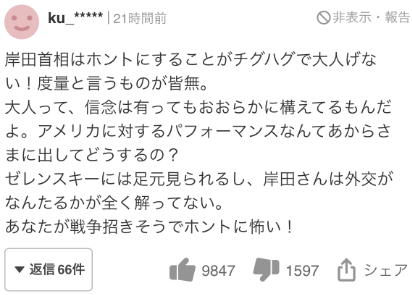 ku_***** | 21時間前
非表示・報告
岸田首相はホントにすることがチグハグで大人げな
い！度量と言うものが皆無。
大人って、信念は有ってもおおらかに構えてるもんだ
よ。アメリカに対するパフォーマンスなんてあからさ
まに出してどうするの？
ゼレンスキーには足元見られるし、岸田さんは外交が
なんたるかが全く解ってない。
あなたが戦争招きそうでホントに怖い！
▼ 返信 66件
9847
1597
シェア